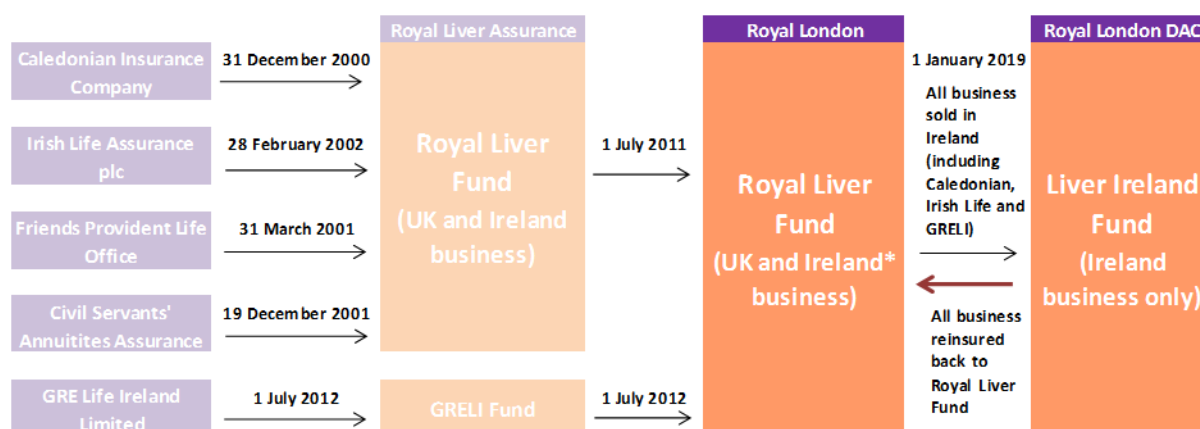 Royal Liver Assurance
Royal London
Royal London DAC
Caledonian Insurance
Company
31 December 2000
Irish Life Assurance
plc
28 February 2002
Friends Provident Life
Office
31 March 2001
Civil Servants'
Annuitites Assurance
19 December 2001
GRE Life Ireland
Limited
1 July 2012
Royal Liver
Fund
(UK and Ireland
business)
GRELI Fund
1 July 2011
1 July 2012
Royal Liver
Fund
(UK and Ireland*
business)
1 January 2019
All business
sold in
Ireland
(including
Caledonian,
Irish Life and
GRELI)
All business
reinsured
back to
Royal Liver
Fund
Liver Ireland
Fund
(Ireland
business only)